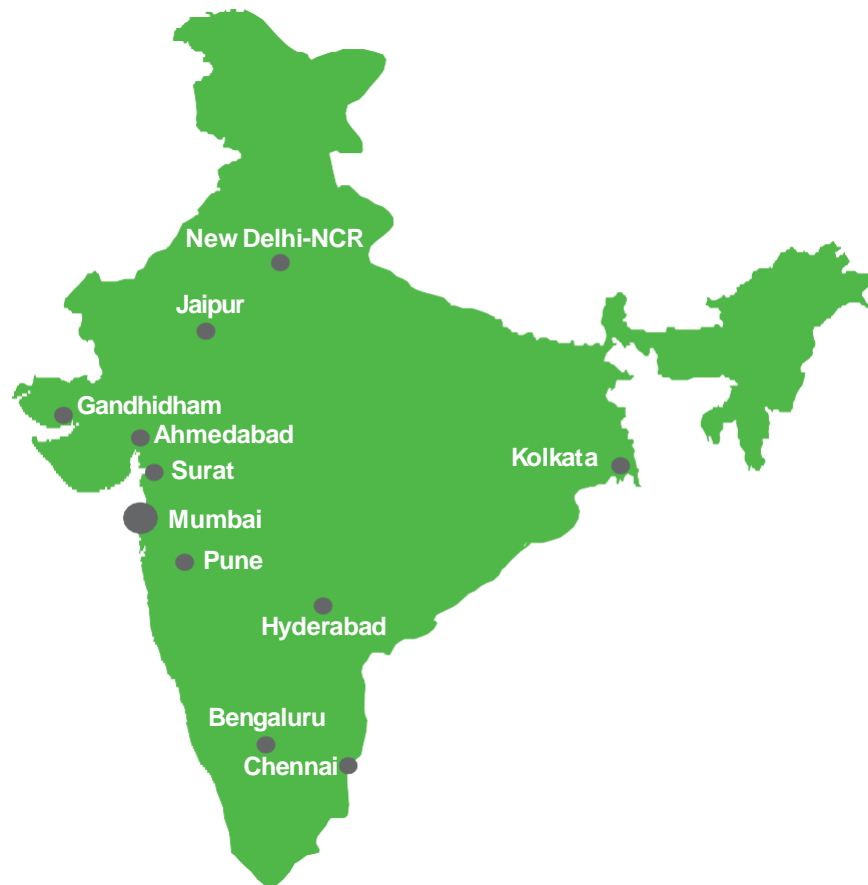 New Delhi-NCR
Jaipur
Gandhidham
Ahmedabad
Kolkata
Surat
Mumbai
Pune
Hyderabad
Bengaluru
Chennai